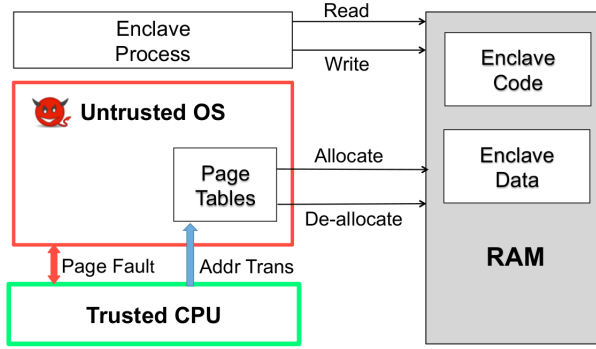 Enclave
Process
Read
Write
Enclave
Code
Untrusted OS
Page
Tables
Allocate
De-allocate
Enclave
Data
RAM
Page Fault
Addr Trans
Trusted CPU